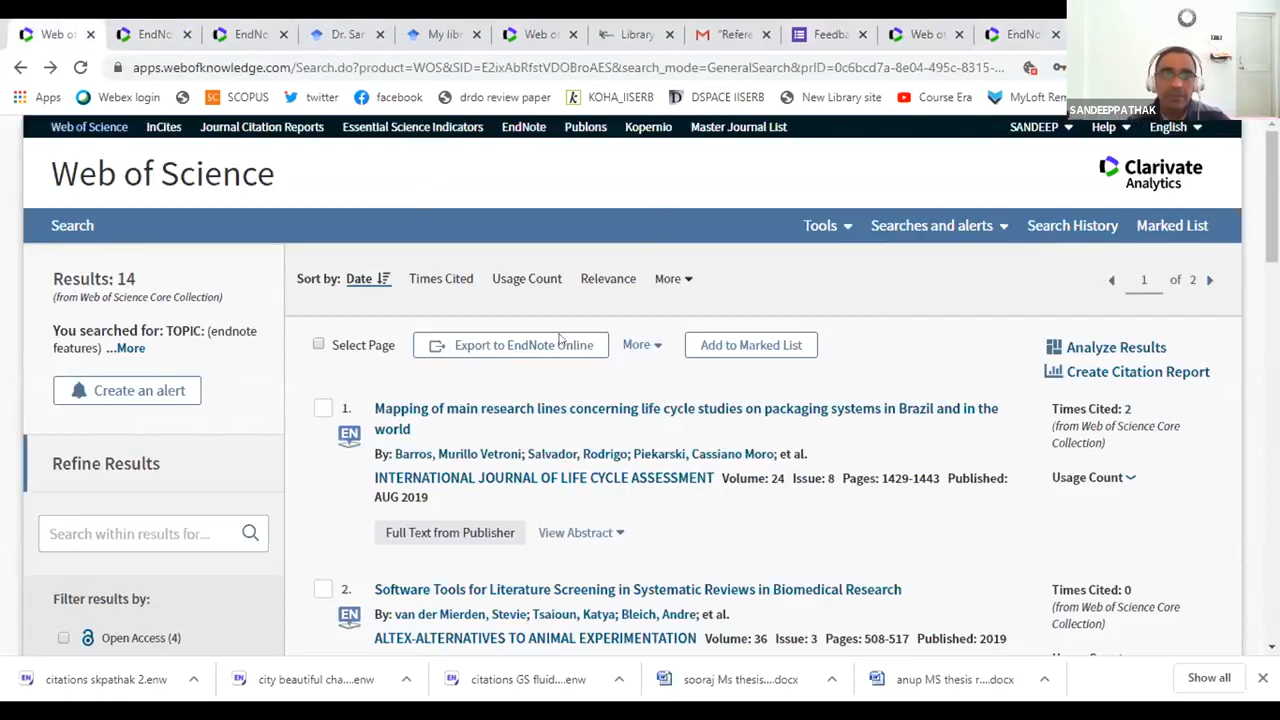 Web of
EndNo
EndNo
Dr. Sar
My libr
Web o
Library
"Refere
Feedba
Web of
EndNo
apps.webofknowledge.com/Search.do?product=WOS&SID=E2ixAbhfstVDOBroAES&search_mode=GeneralSearch&prID=0c6bcd7a-8e04-495c-8315-...
Apps
Webex login
SC SCOPUS
twitter
facebook
drdo review paper
KOHA_IISERB
DSPACE IISERB
New Library site
Course Era
MyLoft Rem
SANDEEPPATHAK
Web of Science InCites Journal Citation Reports Essential Science Indicators EndNote Publons Kopernio Master Journal List SANDEEP Help English
Web of Science
Clarivate
Analytics
Search Tools Searches and alerts Search History Marked List
Results: 14
(from Web of Science Core Collection)
You searched for: TOPIC: (endnote
features) ...More
Create an alert
Refine Results
Search within results for...
Filter results by:
Open Access (4)
Sort by: Date Times Cited Usage Count Relevance More
1 of 2
Select Page Export to EndNote Online More Add to Marked List
Analyze Results
Create Citation Report
1. Mapping of main research lines concerning life cycle studies on packaging systems in Brazil and in the
world
EN
By: Barros, Murillo Vetroni; Salvador, Rodrigo; Piekarski, Cassiano Moro; et al.
INTERNATIONAL JOURNAL OF LIFE CYCLE ASSESSMENT Volume: 24 Issue: 8 Pages: 1429-1443 Published:
AUG 2019
Full Text from Publisher View Abstract
Times Cited: 2
(from Web of Science Core
Collection)
Usage Count
2. Software Tools for Literature Screening in Systematic Reviews in Biomedical Research
EN
By: van der Mierden, Stevie; Tsaioun, Katya; Bleich, Andre; et al.
ALTEX-ALTERNATIVES TO ANIMAL EXPERIMENTATION Volume: 36 Issue: 3 Pages: 508-517 Published: 2019
Times Cited: 0
(from Web of Science Core
Collection)
citations skpathak 2.enw
city beautiful cha....enw
citations GS fluid....enw
sooraj Ms thesis....docx
anup MS thesis r....docx
Show all